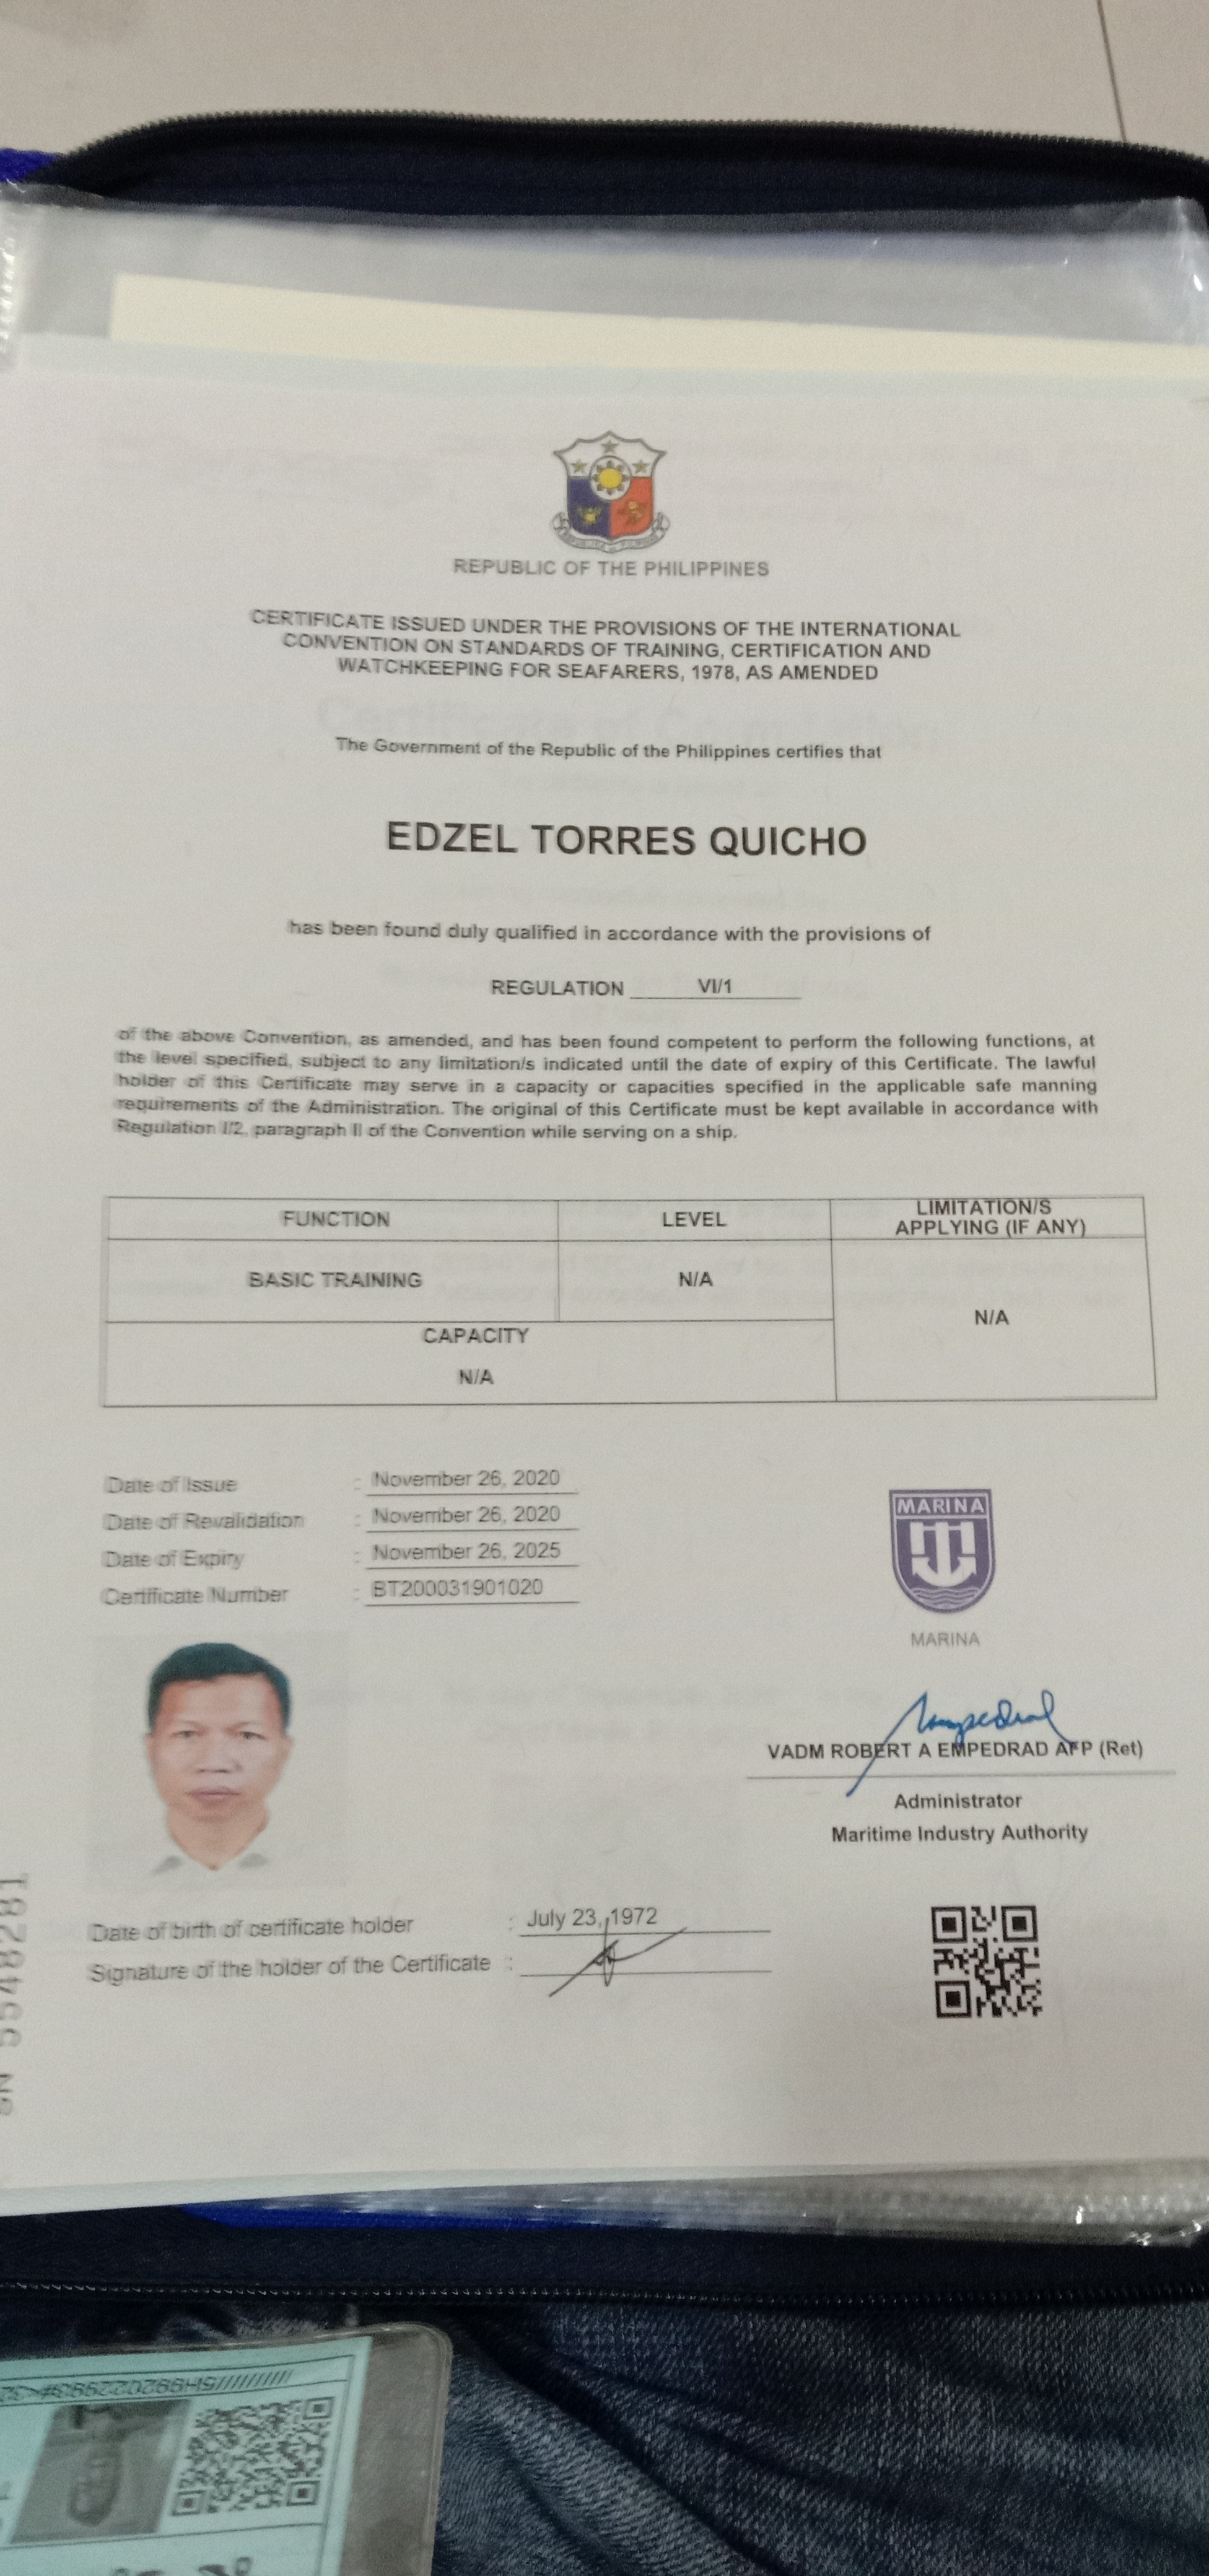 REPUBLIC OF THE PHILIPPINES
CERTIFICATE ISSUED UNDER THE PROVISIONS OF THE INTERNATIONAL
CONVENTION ON STANDARDS OF TRAINING, CERTIFICATION AND
WATCHKEEPING FOR SEAFARERS, 1978, AS AMENDED
The Government of the Republic of the Philippines certifies that
EDZEL TORRES QUICHO
has been found duly qualified in accordance with the provisions of
REGULATION VI/1
of the above Convention, as amended, and has been found competent to perform the following functions, at
the level specified, subject to any limitation/s indicated until the date of expiry of this Certificate. The lawful
holder of this Certificate may serve in a capacity or capacities specified in the applicable safe manning
requirements of the Administration. The original of this Certificate must be kept available in accordance with
Regulation I/2, paragraph II of the Convention while serving on a ship.
FUNCTION LEVEL LIMITATION/S
APPLYING (IF ANY)
BASIC TRAINING N/A N/A
CAPACITY
N/A
Date of Issue : November 26, 2020
Date of Revalidation : November 26, 2020
Date of Expiry : November 26, 2025
Certificate Number : BT200031901020
MARINA
MARINA
VADM ROBERT A EMPEDRAD AFP (Ret)
Administrator
Maritime Industry Authority
Date of birth of certificate holder : July 23, 1972
Signature of the holder of the Certificate :
SN 5548281